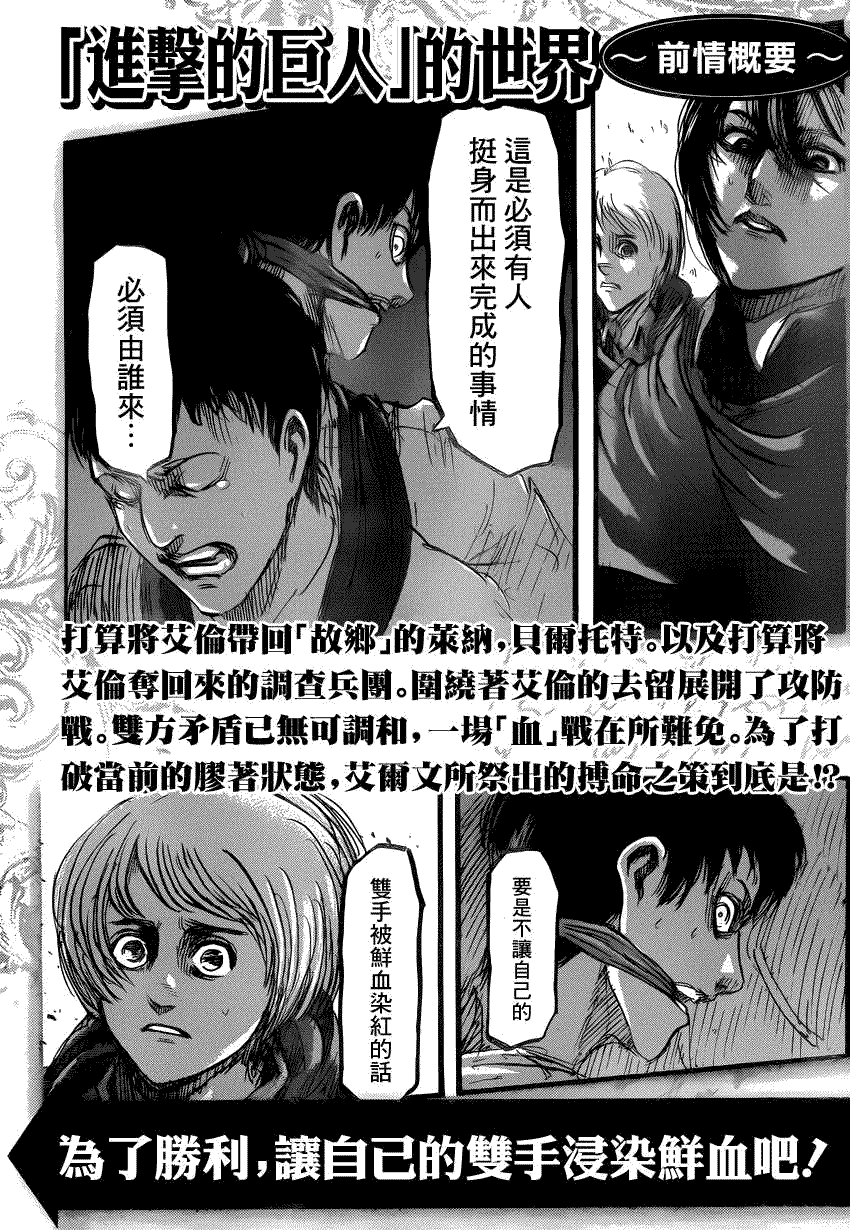 「進擊的巨人」的世界
～前情概要～
這是必須有人
挺身而出來完成的事情
必須由誰來…
打算將艾倫帶回「故鄉」的萊納，貝爾托特。以及打算將
艾倫奪回來的調查兵團。圍繞著艾倫的去留展開了攻防
戰。雙方矛盾已無可調和，一場「血」戰在所難免。為了打
破當前的膠著狀態，艾爾文所祭出的搏命之策到底是!?
要是不讓自己的
雙手被鮮血染紅的話
為了勝利，讓自己的雙手浸染鮮血吧！